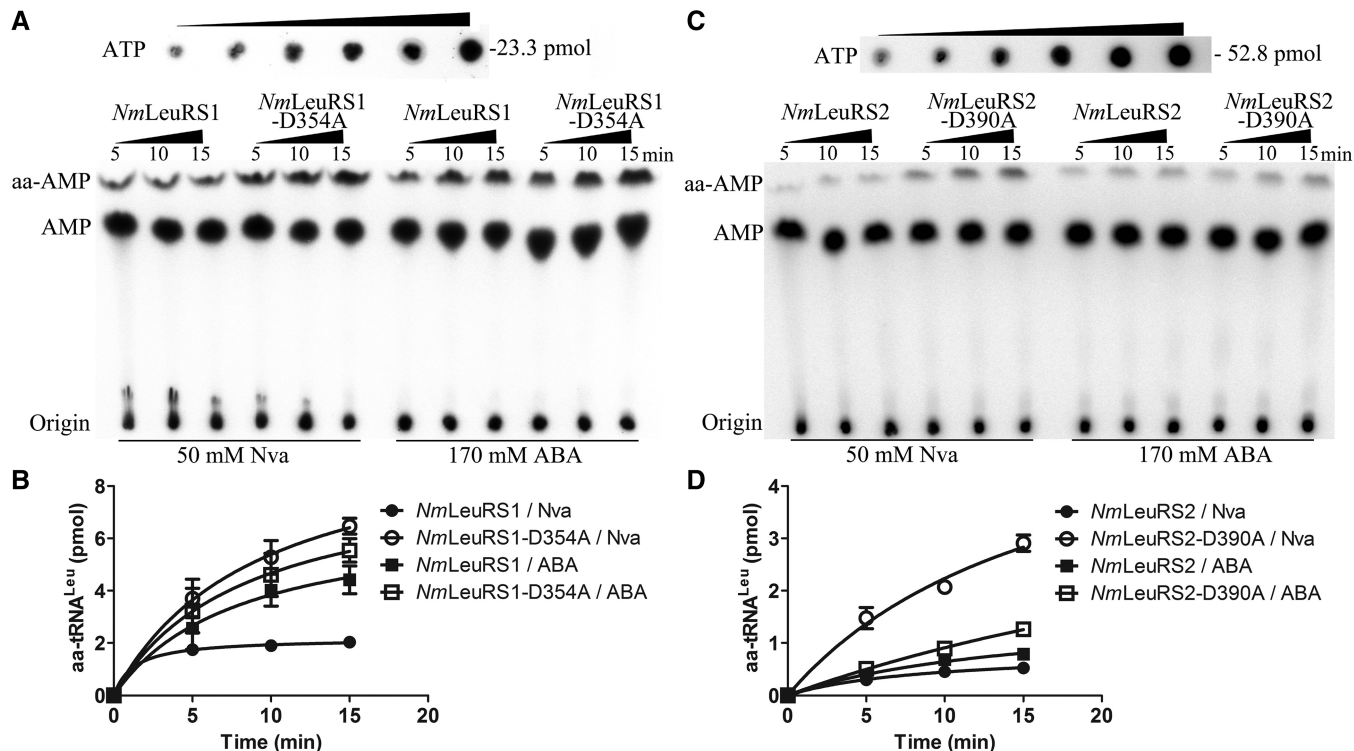 A
ATP
-23.3 pmol
NmLeuRS1
NmLeuRS1
-D354A
NmLeuRS1
NmLeuRS1
-D354A
5 10 15 5 10 15 5 10 15 5 10 15 min
aa-AMP
AMP
Origin
50 mM Nva
170 mM ABA
B
aa-tRNA^Leu (pmol)
8
6
4
2
0
0 5 10 15 20
Time (min)
NmLeuRS1 / Nva
NmLeuRS1-D354A / Nva
NmLeuRS1 / ABA
NmLeuRS1-D354A / ABA
C
ATP
- 52.8 pmol
NmLeuRS2
NmLeuRS2
-D390A
NmLeuRS2
NmLeuRS2
-D390A
5 10 15 5 10 15 5 10 15 5 10 15 min
aa-AMP
AMP
Origin
50 mM Nva
170 mM ABA
D
aa-tRNA^Leu (pmol)
4
3
2
1
0
0 5 10 15 20
Time (min)
NmLeuRS2 / Nva
NmLeuRS2-D390A / Nva
NmLeuRS2 / ABA
NmLeuRS2-D390A / ABA